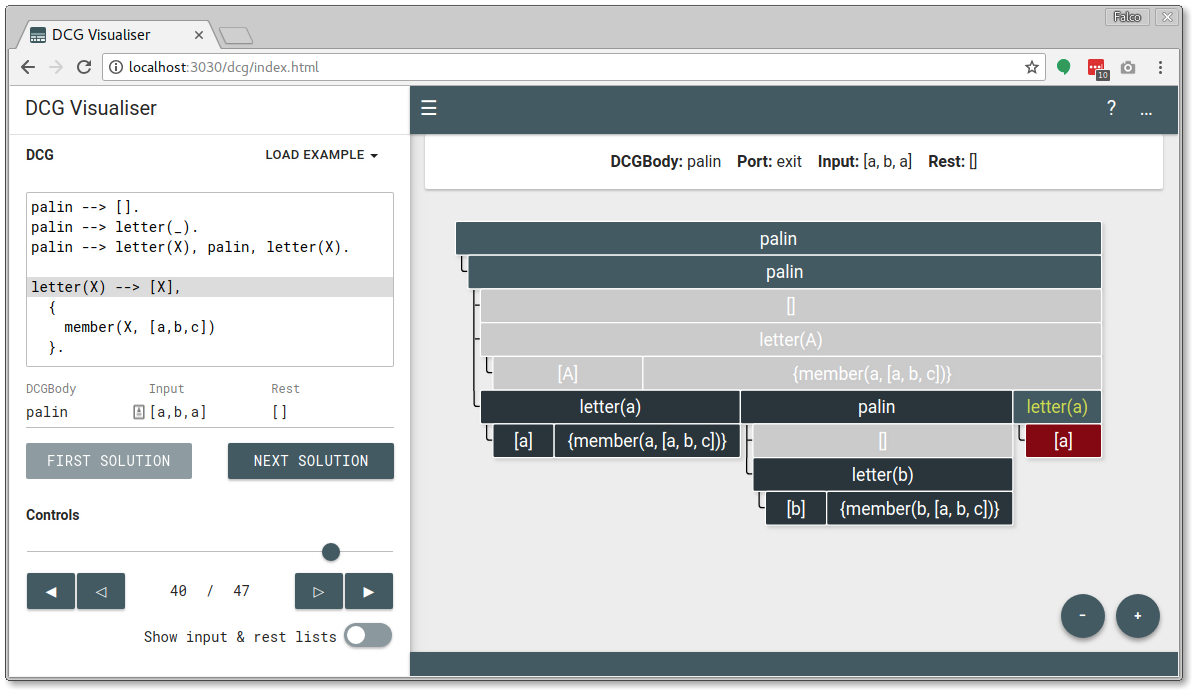 Falco
DCG Visualiser
localhost:3030/dcg/index.html
10
DCG Visualiser
? ...
DCG LOAD EXAMPLE
DCGBody: palin Port: exit Input: [a, b, a] Rest: []
palin --> [].
palin --> letter(_).
palin --> letter(X), palin, letter(X).
letter(X) --> [X],
{
member(X, [a,b,c])
}.
DCGBody Input Rest
palin [a,b,a] []
FIRST SOLUTION NEXT SOLUTION
Controls
40 / 47
Show input & rest lists
palin
palin
[]
letter(A)
[A] {member(a, [a, b, c])}
letter(a) palin letter(a)
[a] {member(a, [a, b, c])} [] [a]
letter(b)
[b] {member(b, [a, b, c])}
- +